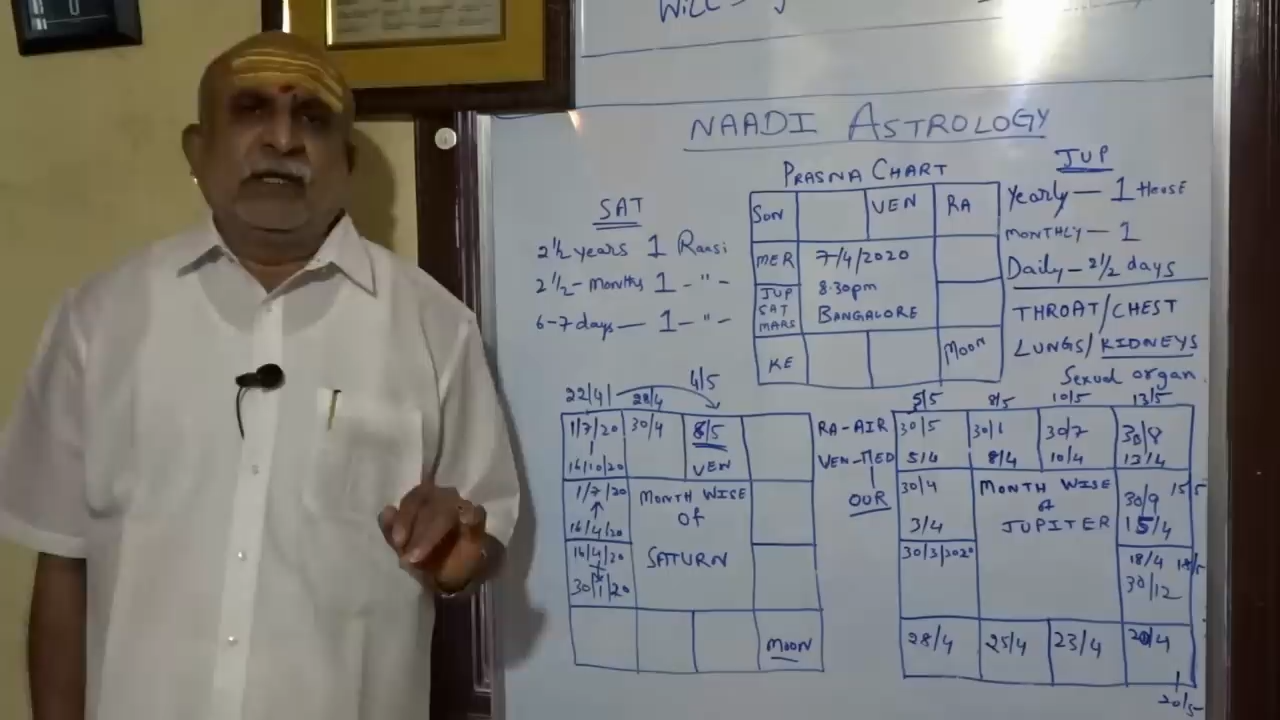 Will
NAADI ASTROLOGY
PRASNA CHART
SUN
VEN
RA
MER
7/4/2020
8.30pm
BANGALORE
JUP
SAT
MARS
KE
MOON
SAT
2½ years 1 Raasi
2½ - months 1 - " -
6-7 days — 1 - " -
JUP
Yearly — 1 House
MONTHLY — 1
Daily — 2½ days
THROAT/CHEST
LUNGS/KIDNEYS
Sexual organ
22/4
28/4
4/5
1/7/20
16/10/20
30/4
8/5
VEN
1/7/20
16/4/20
MONTH WISE
Of
SATURN
16/4/20
30/1/20
MOON
RA-AIR
VEN-MED
OUR
5/5
8/5
10/5
13/5
30/5
5/4
8/4
30/7
10/4
30/8
30/4
3/4
MONTH WISE
of
JUPITER
30/9
15/5
15/4
30/3/2020
18/4
30/12
28/4
25/4
23/4
20/4
20/5